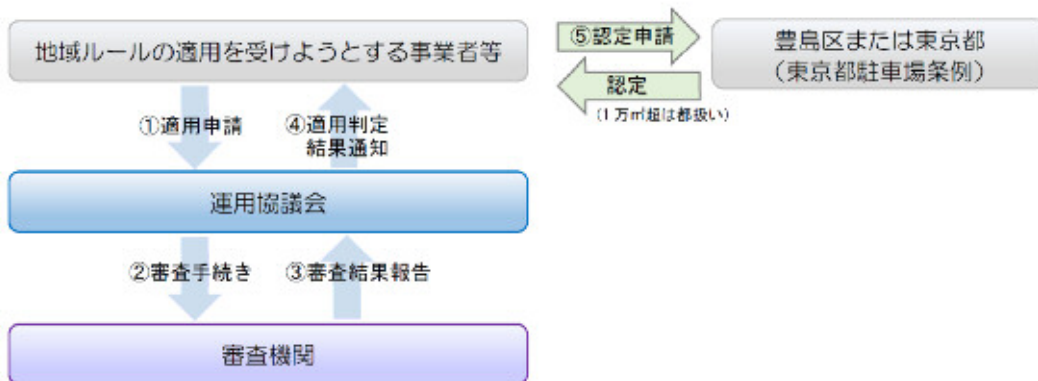 地域ルールの適用を受けようとする事業者等
⑤認定申請
豊島区または東京都
（東京都駐車場条例）
認定
（1万㎡超は都扱い）
①適用申請
④適用判定
結果通知
運用協議会
②審査手続き
③審査結果報告
審査機関